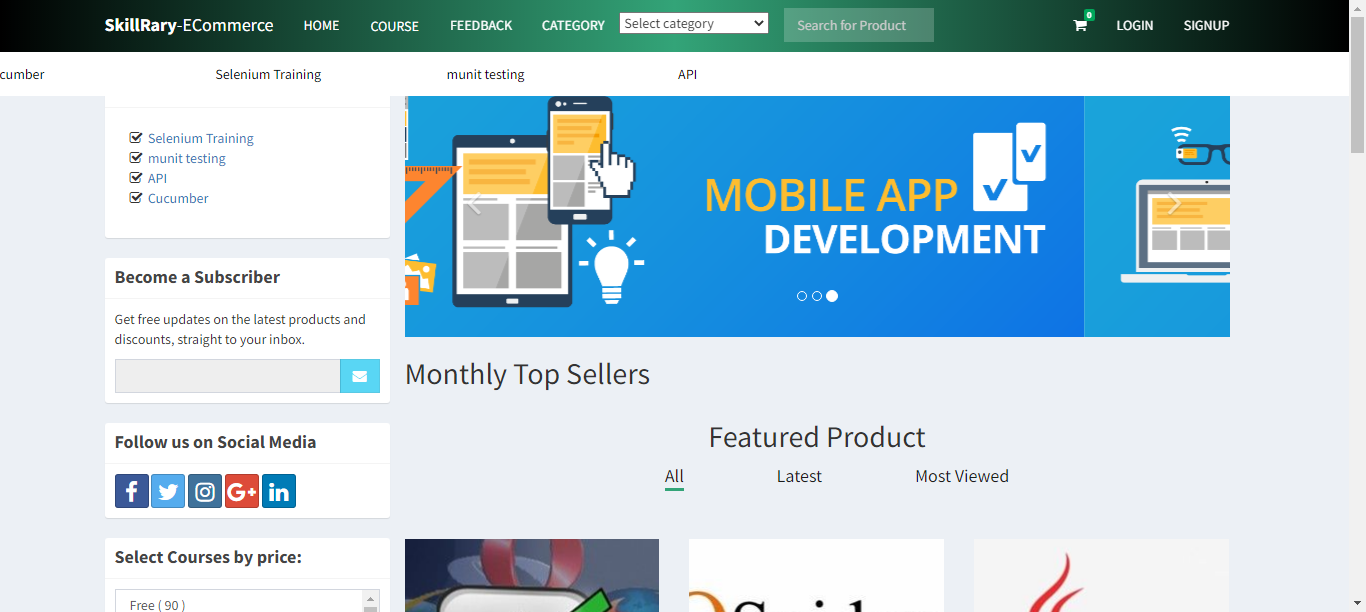 SkillRary-ECommerce HOME COURSE FEEDBACK CATEGORY Select category Search for Product 0 LOGIN SIGNUP
cumber Selenium Training munit testing API
Selenium Training
munit testing
API
Cucumber
MOBILE APP
DEVELOPMENT
Become a Subscriber
Get free updates on the latest products and
discounts, straight to your inbox.
Follow us on Social Media
Select Courses by price:
Free ( 90 )
Monthly Top Sellers
Featured Product
All Latest Most Viewed